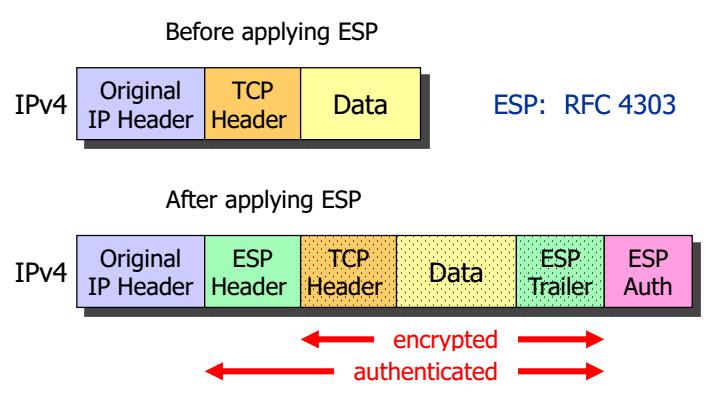 Before applying ESP
IPv4
Original
IP Header
TCP
Header
Data
ESP: RFC 4303
After applying ESP
IPv4
Original
IP Header
ESP
Header
TCP
Header
Data
ESP
Trailer
ESP
Auth
encrypted
authenticated